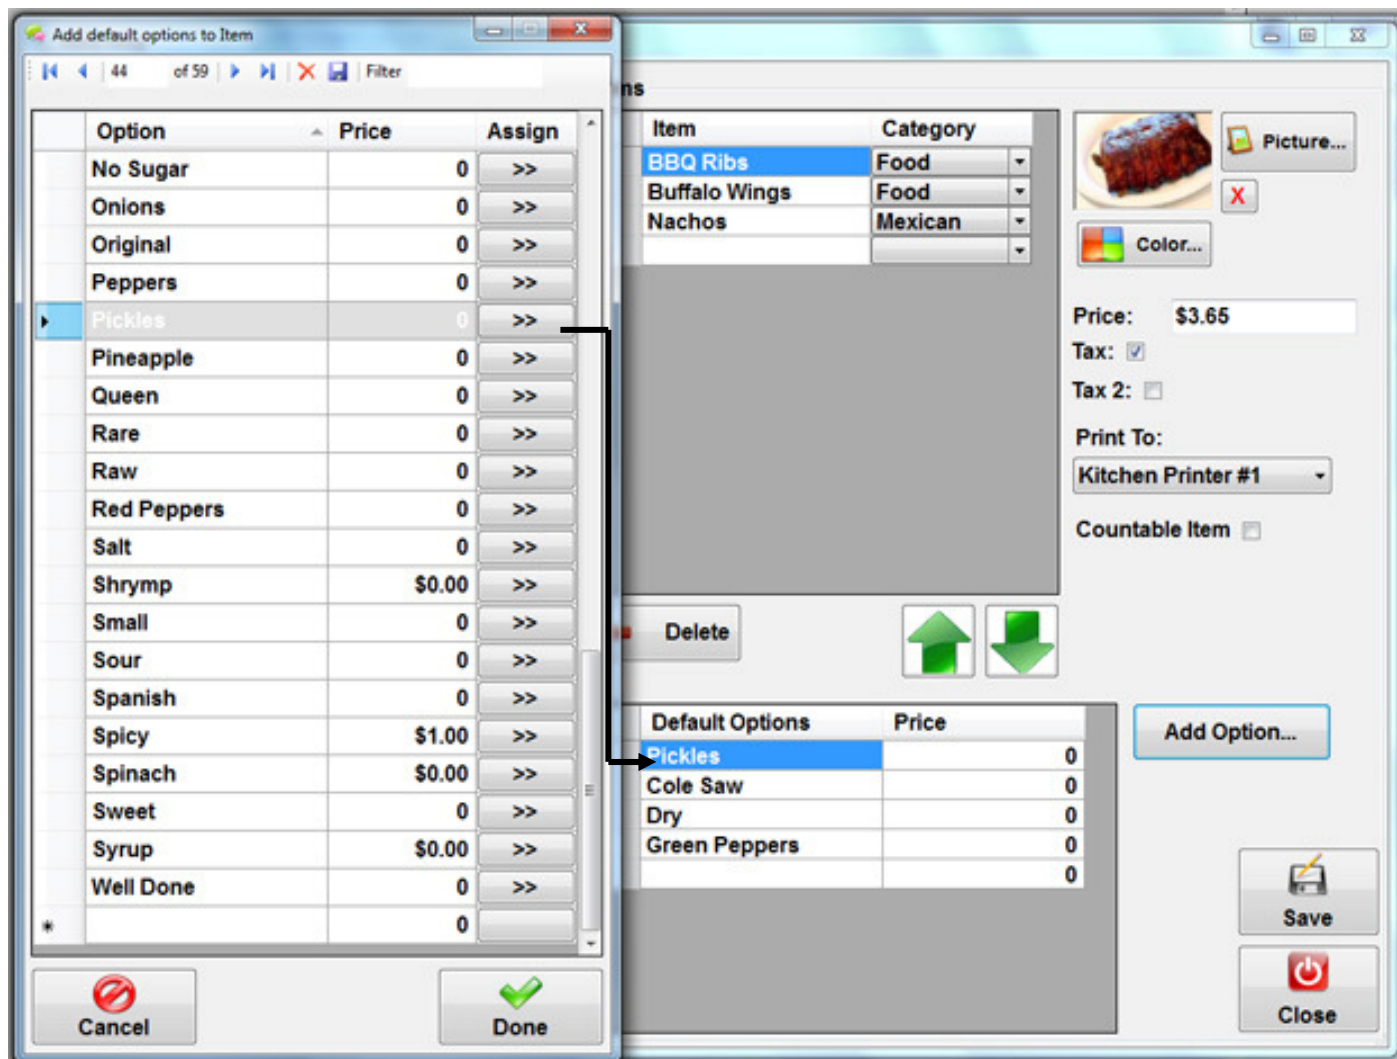 Add default options to Item
44 of 59 Filter
Option Price Assign
No Sugar 0 >>
Onions 0 >>
Original 0 >>
Peppers 0 >>
Pickles 0 >>
Pineapple 0 >>
Queen 0 >>
Rare 0 >>
Raw 0 >>
Red Peppers 0 >>
Salt 0 >>
Shrymp $0.00 >>
Small 0 >>
Sour 0 >>
Spanish 0 >>
Spicy $1.00 >>
Spinach $0.00 >>
Sweet 0 >>
Syrup $0.00 >>
Well Done 0 >>
* 0
Cancel Done
ms
Item Category
BBQ Ribs Food
Buffalo Wings Food
Nachos Mexican
Delete
Default Options Price
Pickles 0
Cole Saw 0
Dry 0
Green Peppers 0
0
Picture...
X
Color...
Price: $3.65
Tax:
Tax 2:
Print To:
Kitchen Printer #1
Countable Item
Add Option...
Save
Close